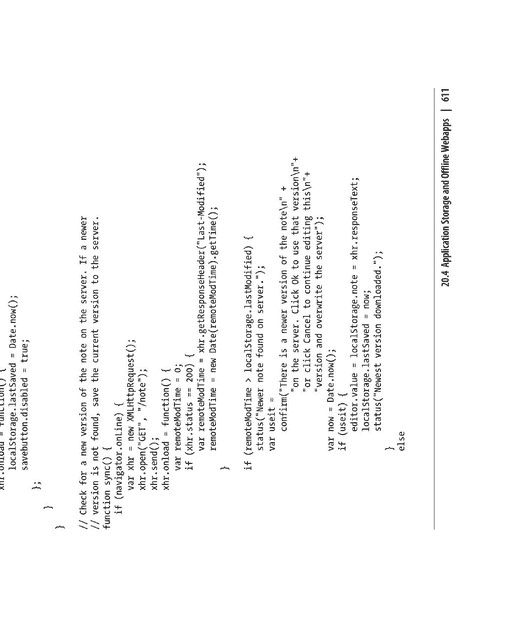 xhr.onload = function() {
localStorage.lastSaved = Date.now();
savebutton.disabled = true;
};
}
}
// Check for a new version of the note on the server. If a newer
// version is not found, save the current version to the server.
function sync() {
if (navigator.onLine) {
var xhr = new XMLHttpRequest();
xhr.open("GET", "/note");
xhr.send();
xhr.onload = function() {
var remoteModTime = 0;
if (xhr.status == 200) {
var remoteModTime = xhr.getResponseHeader("Last-Modified");
remoteModTime = new Date(remoteModTime).getTime();
}
if (remoteModTime > localStorage.lastModified) {
status("Newer note found on server.");
var useit =
confirm("There is a newer version of the note\n" +
"on the server. Click Ok to use that version\n"+
"or click Cancel to continue editing this\n"+
"version and overwrite the server");
var now = Date.now();
if (useit) {
editor.value = localStorage.note = xhr.responseText;
localStorage.lastSaved = now;
status("Newest version downloaded.");
}
else
20.4 Application Storage and Offline Webapps | 611